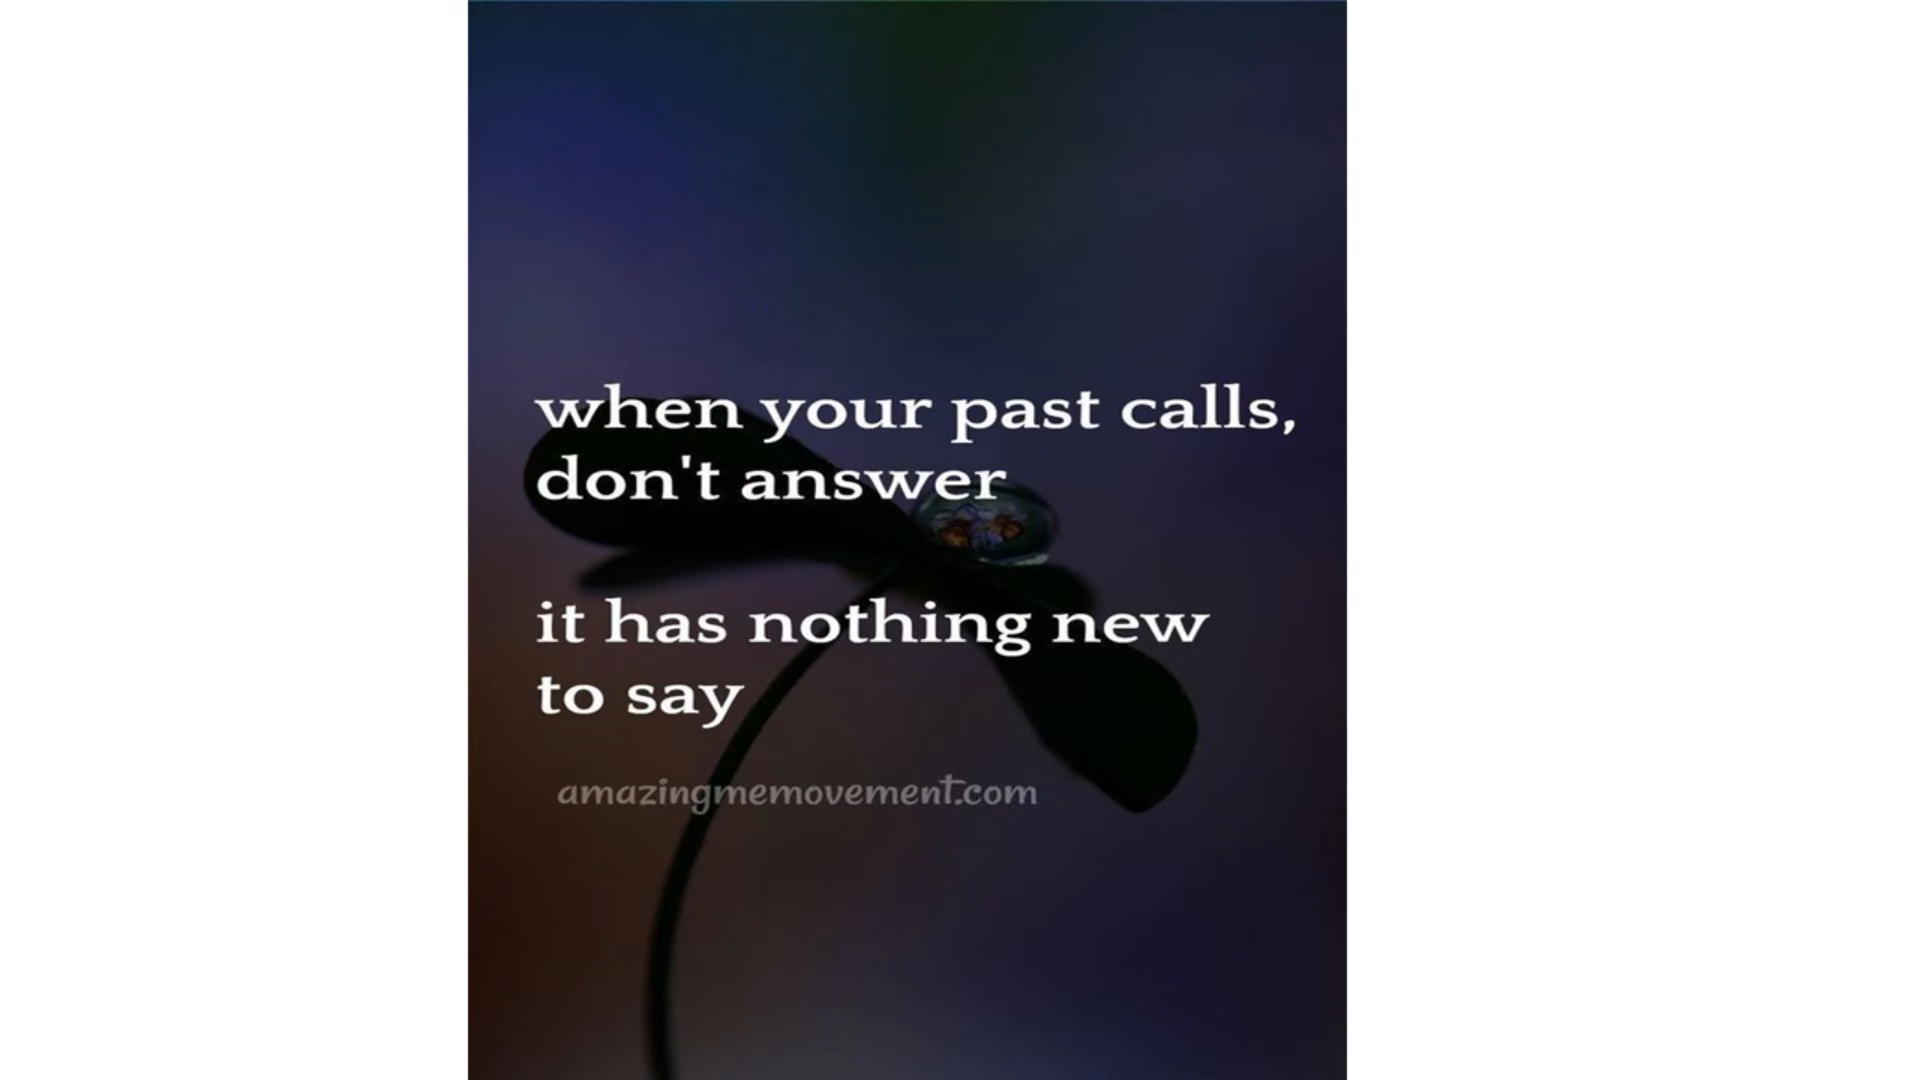 when your past calls,
don't answer
it has nothing new
to say
amazingmemovement.com